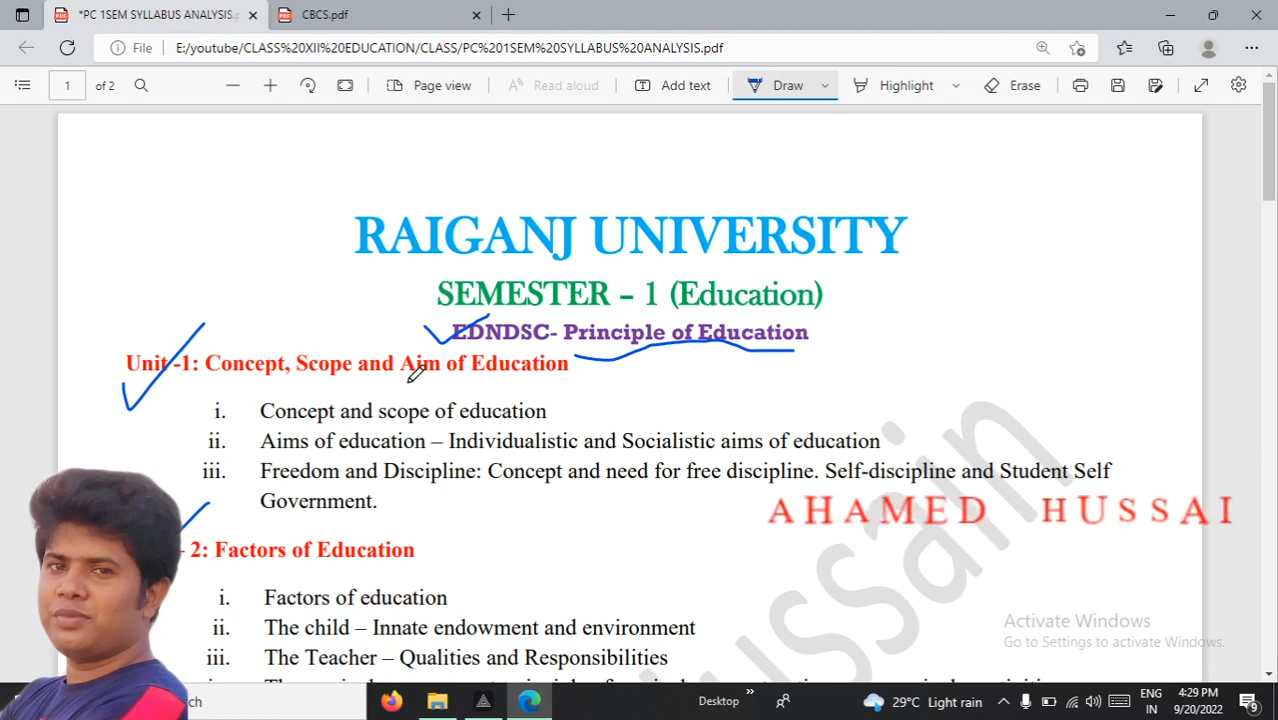 *PC 1SEM SYLLABUS ANALYSIS.p
CBCS.pdf
File E:/youtube/CLASS%20XII%20EDUCATION/CLASS/PC%201SEM%20SYLLABUS%20ANALYSIS.pdf
1 of 2 Page view Read aloud Add text Draw Highlight Erase
RAIGANJ UNIVERSITY
SEMESTER – 1 (Education)
EDNDSC- Principle of Education
Unit -1: Concept, Scope and Aim of Education
i. Concept and scope of education
ii. Aims of education – Individualistic and Socialistic aims of education
iii. Freedom and Discipline: Concept and need for free discipline. Self-discipline and Student Self
Government.
AHAMED HUSSAI
- 2: Factors of Education
i. Factors of education
ii. The child – Innate endowment and environment
iii. The Teacher – Qualities and Responsibilities
Hussain
Activate Windows
Go to Settings to activate Windows.
rch
Desktop
29°C Light rain
ENG
IN
4:29 PM
9/20/2022
9